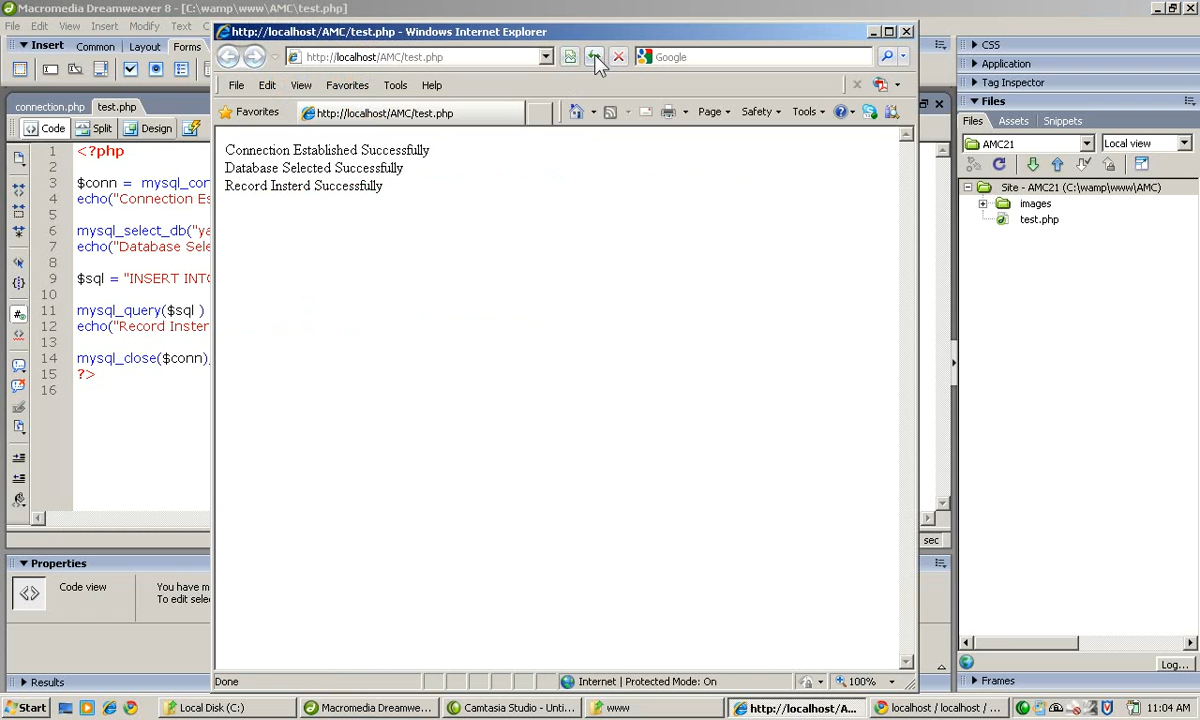 Macromedia Dreamweaver 8 - [C:\wamp\www\AMC\test.php]
File Edit View Insert Modify Text
Insert Common Layout Forms
connection.php test.php
Code Split Design
1 <?php
2
3 $conn = mysql_con
4 echo("Connection Es
5
6 mysql_select_db("ya
7 echo("Database Sele
8
9 $sql = "INSERT INTO
10
11 mysql_query($sql )
12 echo("Record Inster
13
14 mysql_close($conn)
15 ?>
16
sec
Properties
Code view
You have m
To edit sele
Results
http://localhost/AMC/test.php - Windows Internet Explorer
http://localhost/AMC/test.php
Google
File Edit View Favorites Tools Help
Favorites http://localhost/AMC/test.php Page Safety Tools
Connection Established Successfully
Database Selected Successfully
Record Insterd Successfully
Done Internet | Protected Mode: On 100%
CSS
Application
Tag Inspector
Files
Files Assets Snippets
AMC21 Local view
Site - AMC21 (C:\wamp\www\AMC)
images
test.php
Log...
Frames
Start Local Disk (C:) Macromedia Dreamwe... Camtasia Studio - Unti... www http://localhost/A... localhost / localhost / ... 11:04 AM